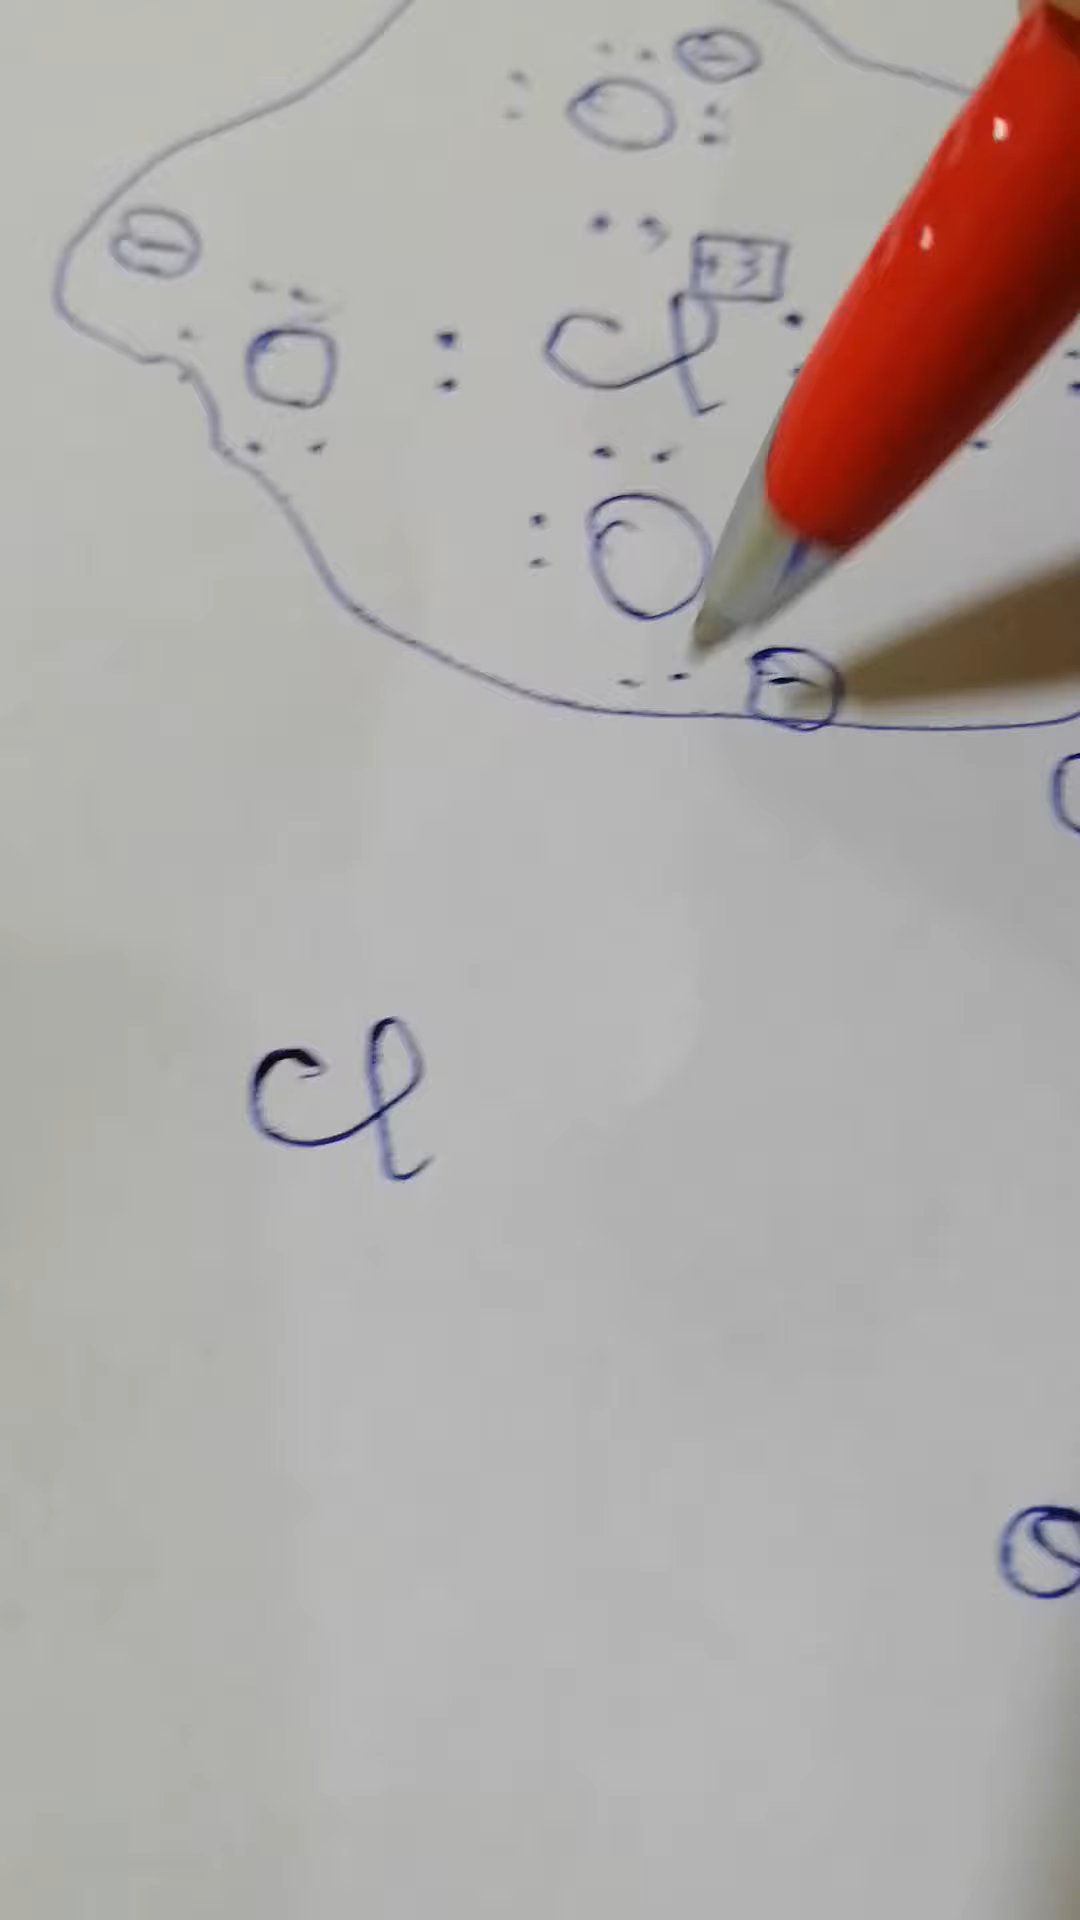 O ⊖
+3
⊖ O Cl
O
⊖
Cl